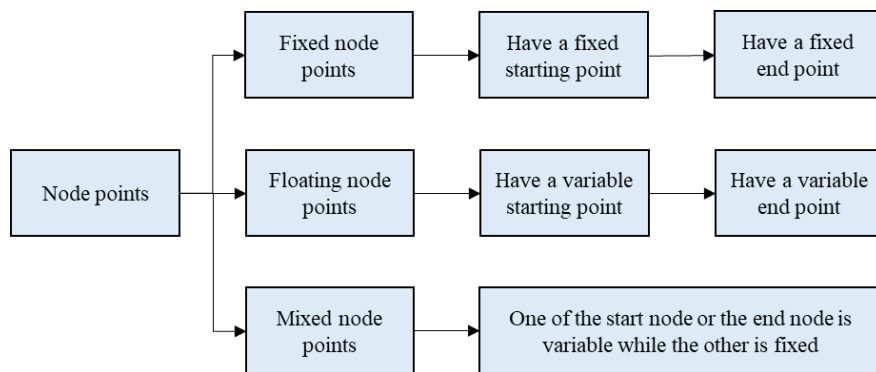 Fixed node
points
Have a fixed
starting point
Have a fixed
end point
Node points
Floating node
points
Have a variable
starting point
Have a variable
end point
Mixed node
points
One of the start node or the end node is
variable while the other is fixed